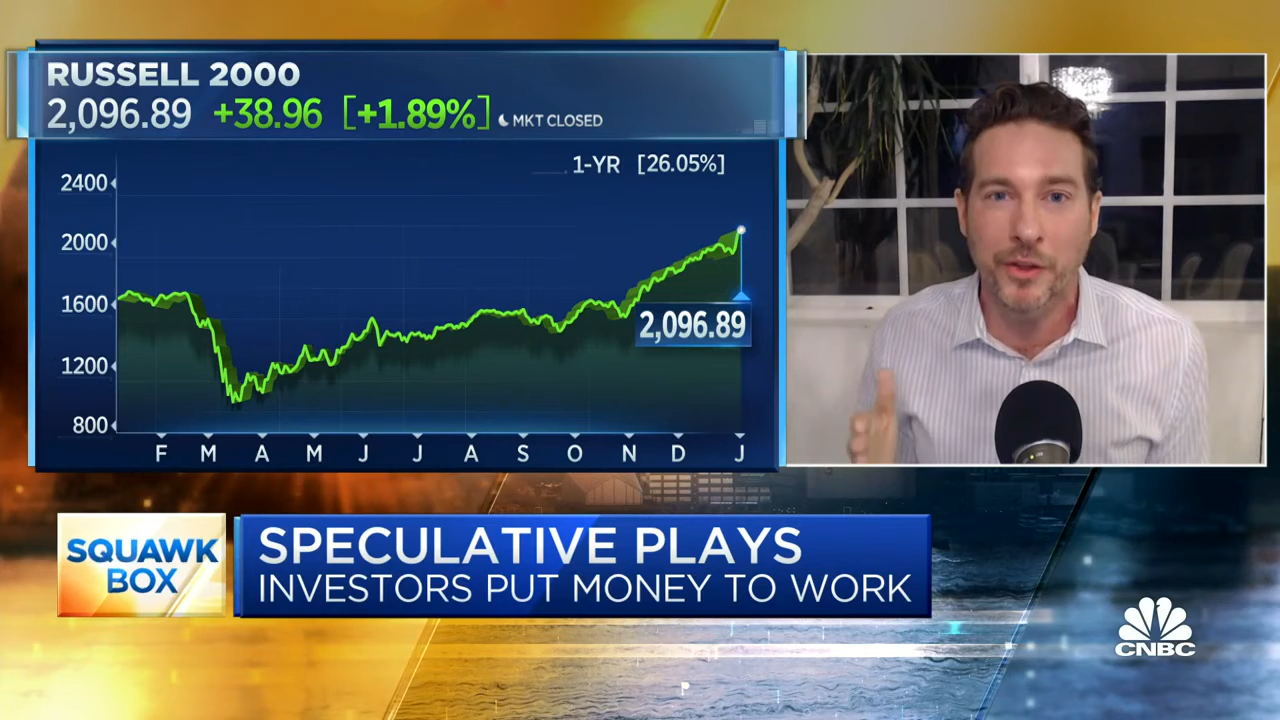 RUSSELL 2000
2,096.89 +38.96 [+1.89%] MKT CLOSED
1-YR [26.05%]
2400
2000
1600
1200
800
2,096.89
F M A M J J A S O N D J
SQUAWK
BOX
SPECULATIVE PLAYS
INVESTORS PUT MONEY TO WORK
CNBC
P